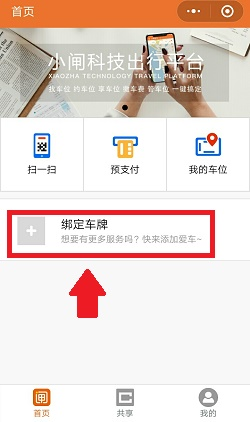 首页
小闸科技出行平台
XIAOZHA TECHNOLOGY TRAVEL PLATFORM
找车位 约车位 享车位 缴车费 管车位 一键搞定
扫一扫
预支付
我的车位
绑定车牌
想要有更多服务吗? 快来添加爱车~
首页
共享
我的